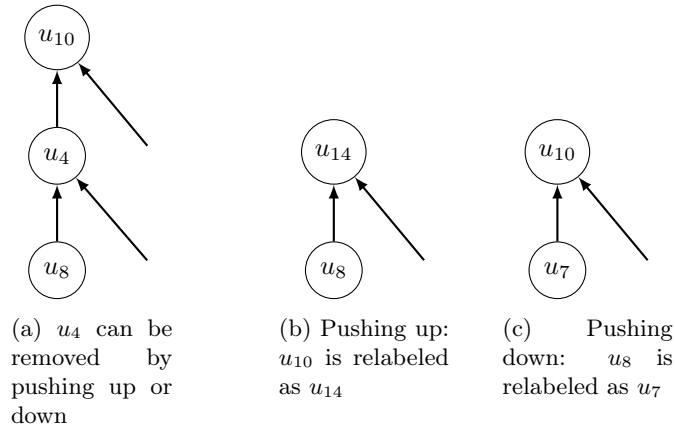 u₁₀
u₄
u₈
(a) u₄ can be
removed by
pushing up or
down
u₁₄
u₈
(b) Pushing up:
u₁₀ is relabeled
as u₁₄
u₁₀
u₇
(c) Pushing
down: u₈ is
relabeled as u₇